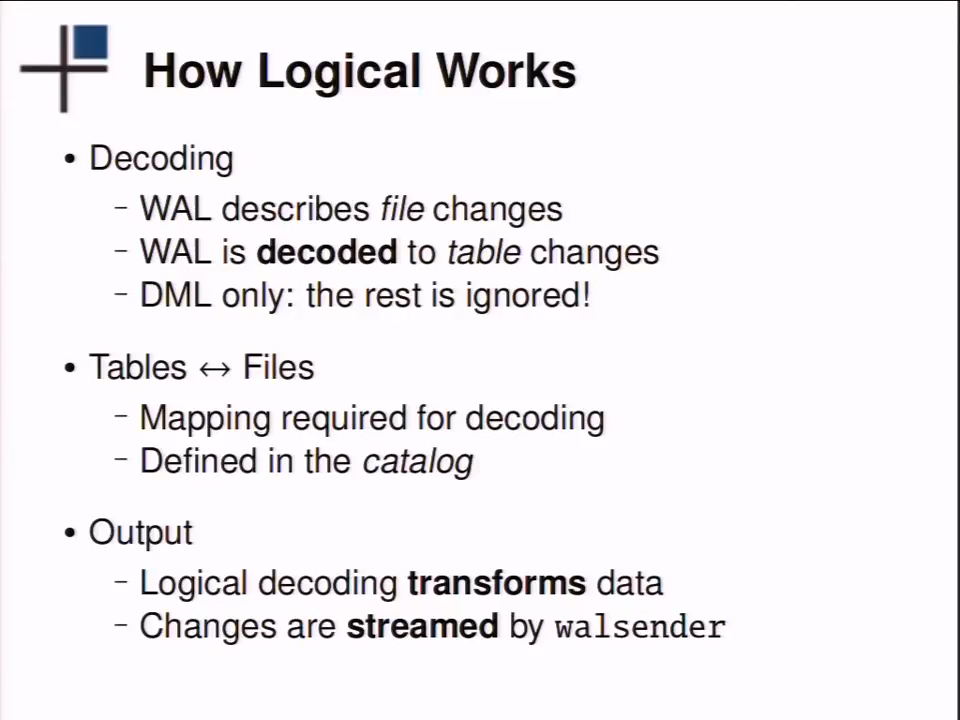 How Logical Works
• Decoding
– WAL describes file changes
– WAL is decoded to table changes
– DML only: the rest is ignored!
• Tables ↔ Files
– Mapping required for decoding
– Defined in the catalog
• Output
– Logical decoding transforms data
– Changes are streamed by walsender